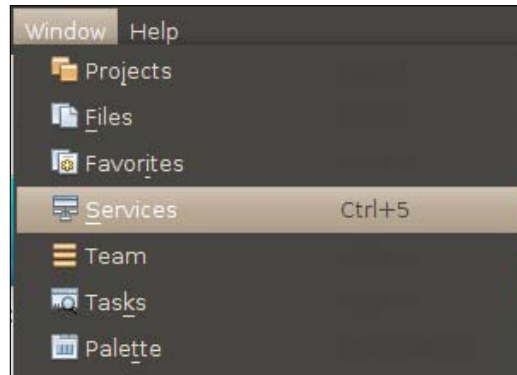 Window Help
Projects
Files
Favorites
Services Ctrl+5
Team
Tasks
Palette